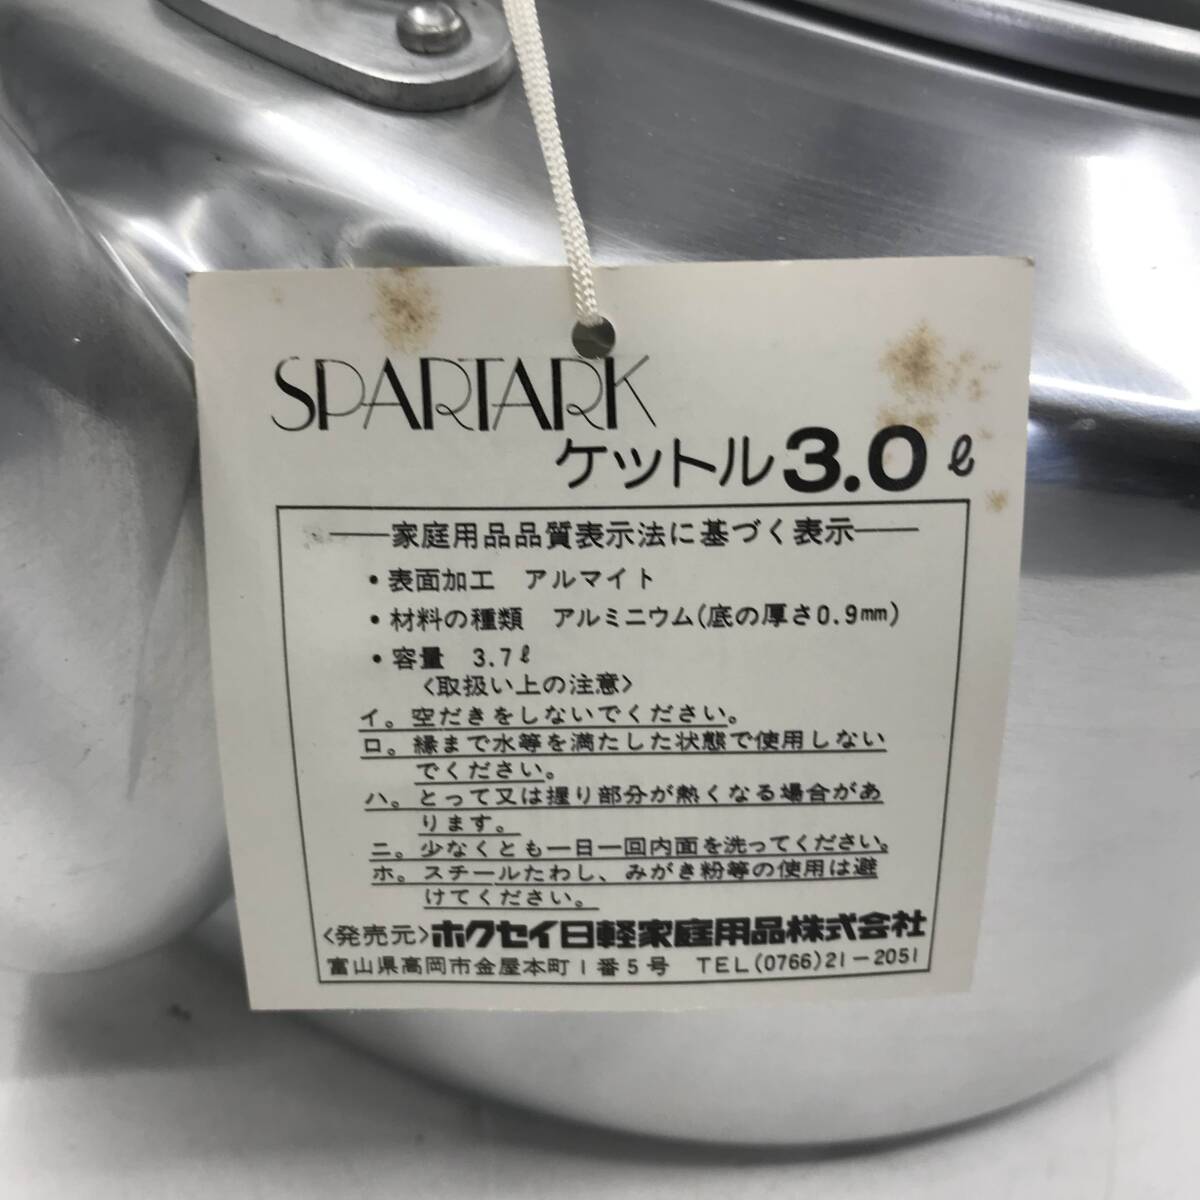 SPARTARK
ケットル3.0ℓ
家庭用品品質表示法に基づく表示
・表面加工 アルマイト
・材料の種類 アルミニウム(底の厚さ0.9mm)
・容量 3.7ℓ
〈取扱い上の注意〉
イ。空だきをしないでください。
ロ。縁まで水等を満たした状態で使用しない
でください。
ハ。とって又は握り部分が熱くなる場合があ
ります。
ニ。少なくとも一日一回内面を洗ってください。
ホ。スチールたわし、みがき粉等の使用は避
けてください。
〈発売元〉ホクセイ日軽家庭用品株式会社
富山県高岡市金屋本町1番5号 TEL(0766)21-2051